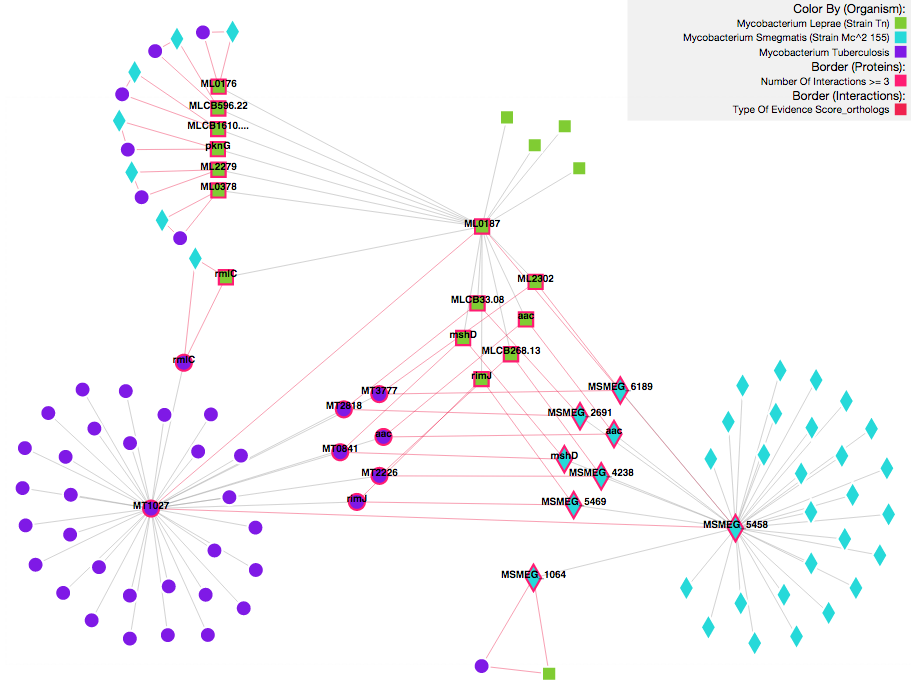 Color By (Organism):
Mycobacterium Leprae (Strain Tn)
Mycobacterium Smegmatis (Strain Mc^2 155)
Mycobacterium Tuberculosis
Border (Proteins):
Number Of Interactions >= 3
Border (Interactions):
Type Of Evidence Score_orthologs
ML0176
MLCB596.22
MLCB1610....
pknG
ML2279
ML0378
ML0187
rmlC
ML2302
MLCB33.08
aac
mshD
MLCB268.13
rimJ
rmlC
MT3777
MT2618
aac
MT0841
MT2226
rimJ
MT1027
MSMEG_6189
MSMEG_2691
aac
mshD
MSMEG_4238
MSMEG_5469
MSMEG_5458
MSMEG_1064